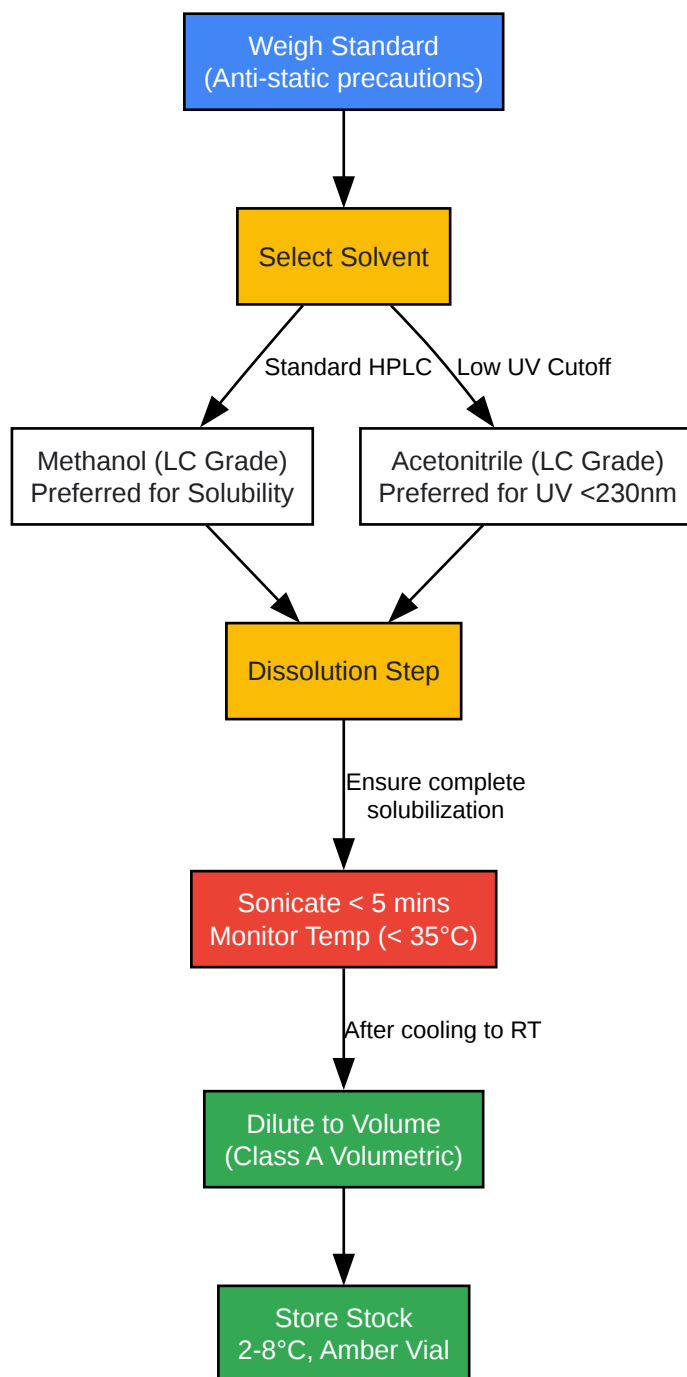 Weigh Standard
(Anti-static precautions)
Select Solvent
Standard HPLC
Low UV Cutoff
Methanol (LC Grade)
Preferred for Solubility
Acetonitrile (LC Grade)
Preferred for UV <230nm
Dissolution Step
Ensure complete
solubilization
Sonicate < 5 mins
Monitor Temp (< 35°C)
After cooling to RT
Dilute to Volume
(Class A Volumetric)
Store Stock
2-8°C, Amber Vial